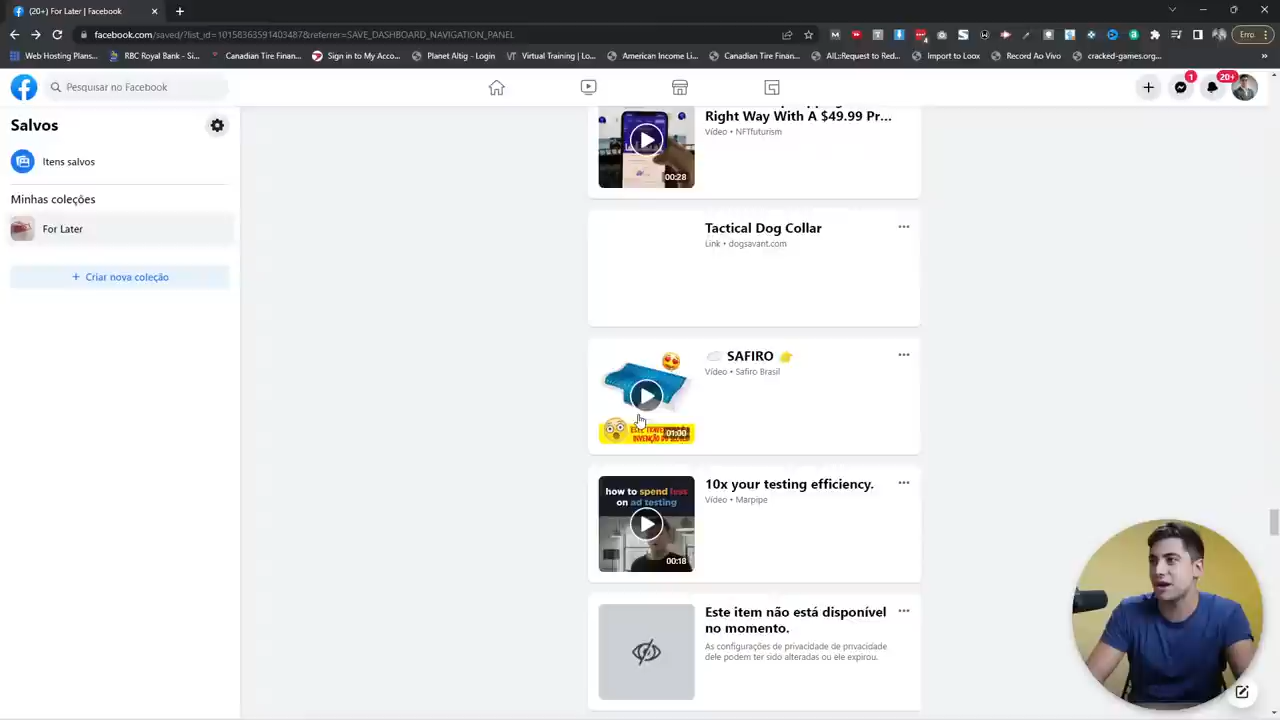 (20+) For Later | Facebook
facebook.com/saved/?list_id=10158363591403487&referrer=SAVE_DASHBOARD_NAVIGATION_PANEL
Erro
Web Hosting Plans...
RBC Royal Bank - Si...
Canadian Tire Finan...
Sign in to My Acco...
Planet Altig - Login
Virtual Training | Lo...
American Income Li...
Canadian Tire Finan...
AlL:Request to Red...
Import to Loox
Record Ao Vivo
cracked-games.org...
Pesquisar no Facebook
1
20+
Salvos
Itens salvos
Minhas coleções
For Later
+ Criar nova coleção
Right Way With A $49.99 Pr...
Vídeo • NFTfuturism
00:28
Tactical Dog Collar
Link • dogsavant.com
SAFIRO
Vídeo • Safiro Brasil
01:00
10x your testing efficiency.
Vídeo • Marpipe
how to spend less
on ad testing
00:18
Este item não está disponível
no momento.
As configurações de privacidade de privacidade
dele podem ter sido alteradas ou ele expirou.